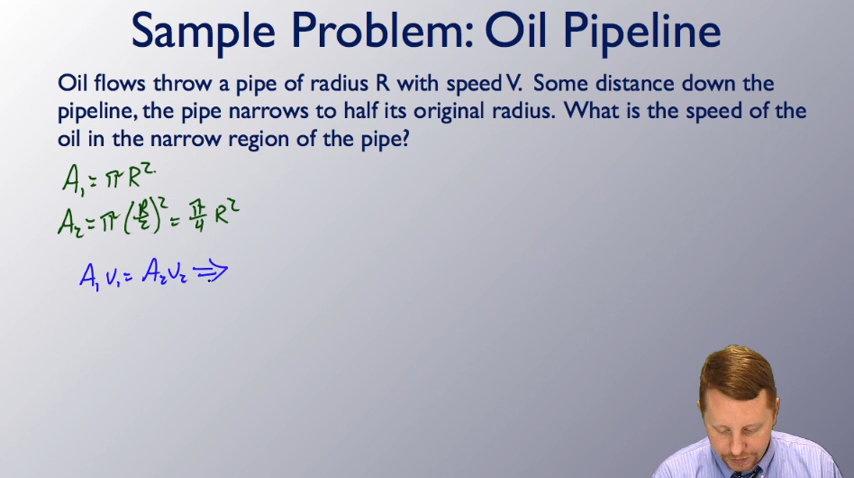 Sample Problem: Oil Pipeline
Oil flows throw a pipe of radius R with speed V. Some distance down the
pipeline, the pipe narrows to half its original radius. What is the speed of the
oil in the narrow region of the pipe?
A₁ = πR²
A₂ = π(R/2)² = π/4 R²
A₁v₁ = A₂v₂ ⇒